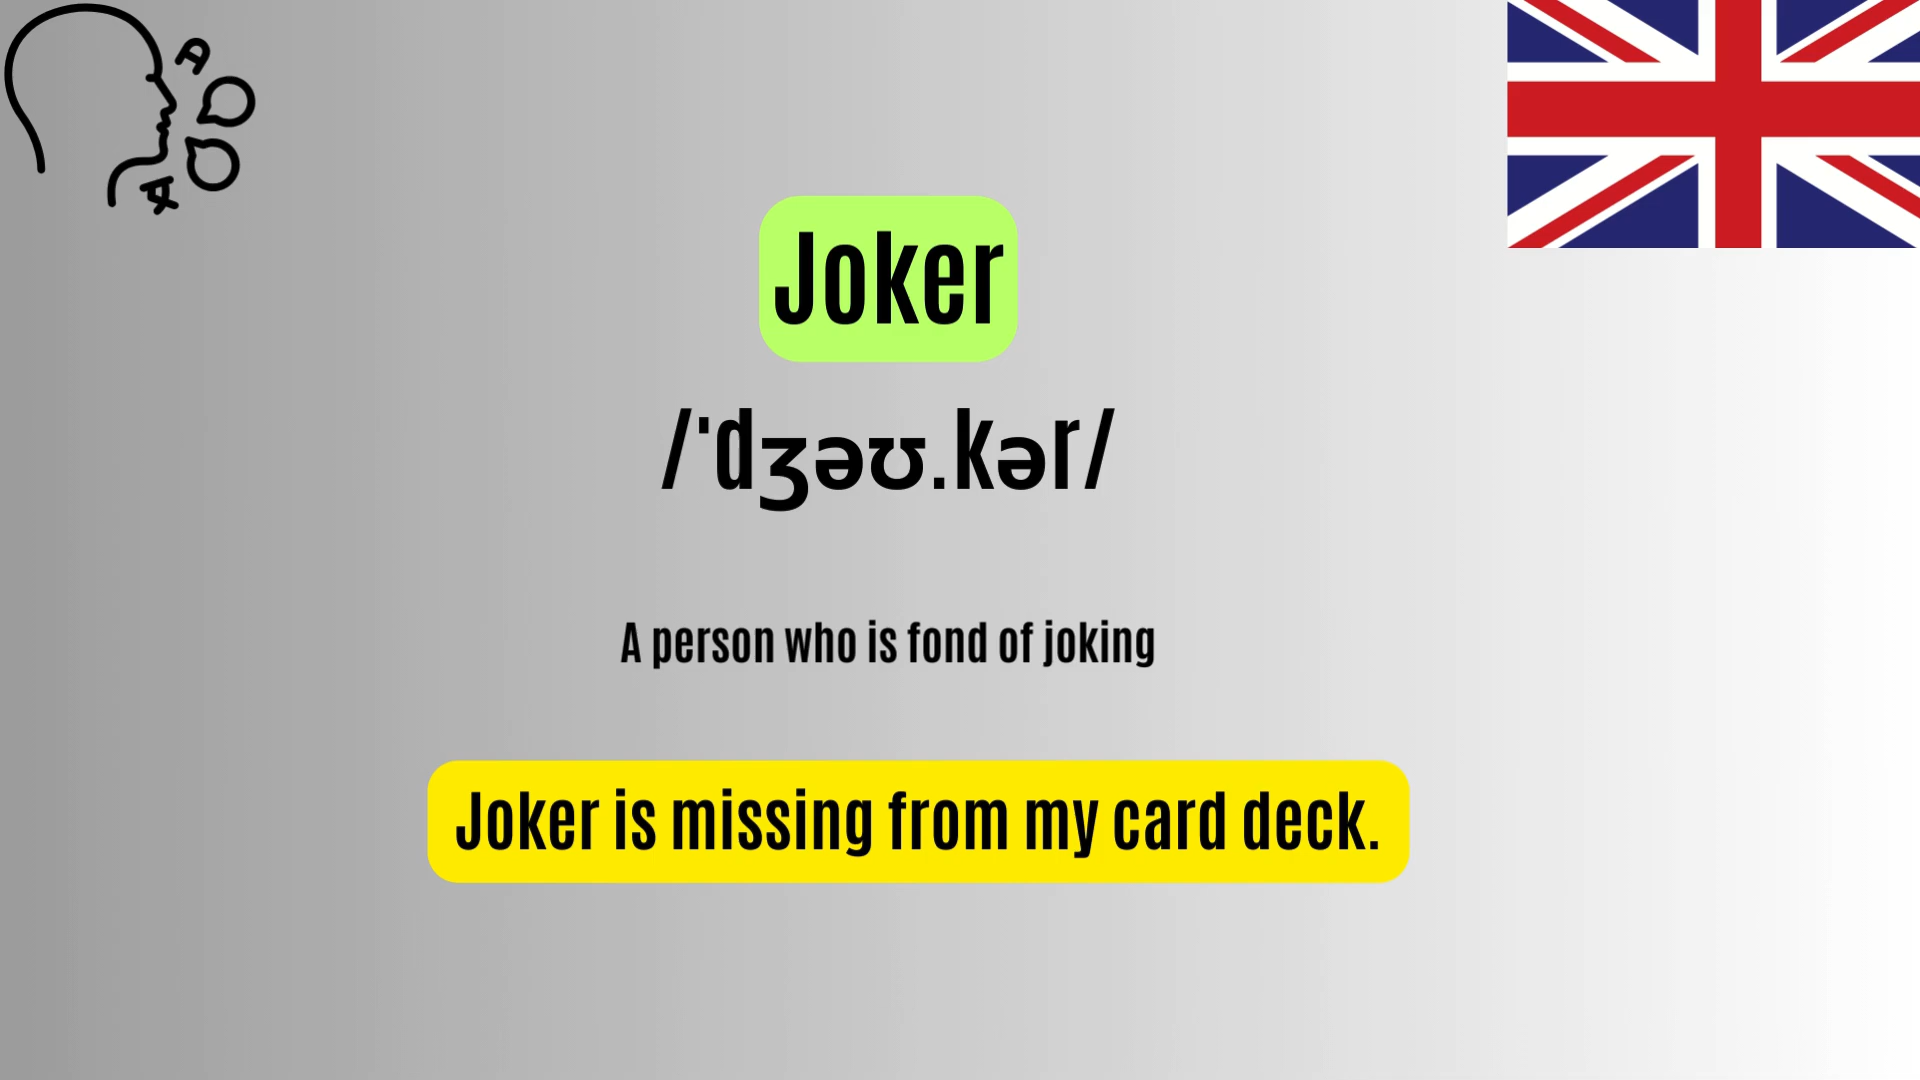 Joker
/ˈdʒəʊ.kər/
A person who is fond of joking
Joker is missing from my card deck.